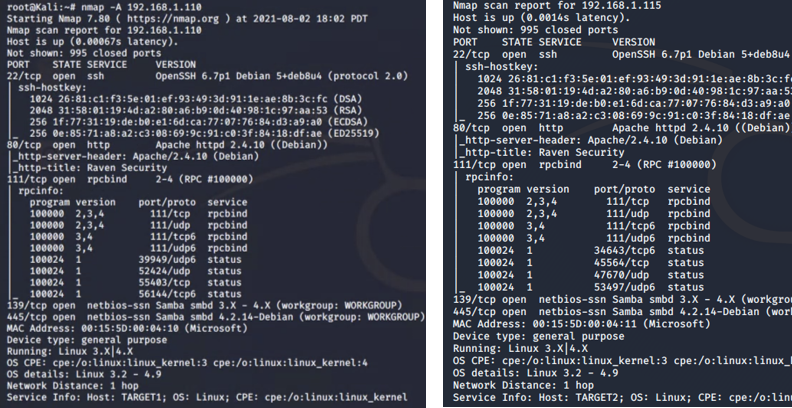 root@Kali:~# nmap -A 192.168.1.110
Starting Nmap 7.80 ( https://nmap.org ) at 2021-08-02 18:02 PDT
Nmap scan report for 192.168.1.110
Host is up (0.00067s latency).
Not shown: 995 closed ports
PORT    STATE SERVICE     VERSION
22/tcp  open  ssh         OpenSSH 6.7p1 Debian 5+deb8u4 (protocol 2.0)
| ssh-hostkey:
|   1024 26:81:c1:f3:5e:01:ef:93:49:3d:91:1e:ae:8b:3c:fc (DSA)
|   2048 31:58:01:19:4d:a2:80:a6:b9:0d:40:98:1c:97:aa:53 (RSA)
|   256 1f:77:31:19:de:b0:e1:6d:ca:77:07:76:84:d3:a9:a0 (ECDSA)
|_  256 0e:85:71:a8:a2:c3:08:69:9c:91:c0:3f:84:18:df:ae (ED25519)
80/tcp  open  http        Apache httpd 2.4.10 ((Debian))
|_http-server-header: Apache/2.4.10 (Debian)
|_http-title: Raven Security
111/tcp open  rpcbind     2-4 (RPC #100000)
| rpcinfo:
|   program version    port/proto  service
|   100000  2,3,4        111/tcp   rpcbind
|   100000  2,3,4        111/udp   rpcbind
|   100000  3,4          111/tcp6  rpcbind
|   100000  3,4          111/udp6  rpcbind
|   100024  1          39949/udp6  status
|   100024  1          52424/udp   status
|   100024  1          55403/tcp   status
|_  100024  1          56144/tcp6  status
139/tcp open  netbios-ssn Samba smbd 3.X - 4.X (workgroup: WORKGROUP)
445/tcp open  netbios-ssn Samba smbd 4.2.14-Debian (workgroup: WORKGROUP)
MAC Address: 00:15:5D:00:04:10 (Microsoft)
Device type: general purpose
Running: Linux 3.X|4.X
OS CPE: cpe:/o:linux:linux_kernel:3 cpe:/o:linux:linux_kernel:4
OS details: Linux 3.2 - 4.9
Network Distance: 1 hop
Service Info: Host: TARGET1; OS: Linux; CPE: cpe:/o:linux:linux_kernel
Nmap scan report for 192.168.1.115
Host is up (0.0014s latency).
Not shown: 995 closed ports
PORT    STATE SERVICE     VERSION
22/tcp  open  ssh         OpenSSH 6.7p1 Debian 5+deb8u4
| ssh-hostkey:
|   1024 26:81:c1:f3:5e:01:ef:93:49:3d:91:1e:ae:8b:3c:f
|   2048 31:58:01:19:4d:a2:80:a6:b9:0d:40:98:1c:97:aa:5
|   256 1f:77:31:19:de:b0:e1:6d:ca:77:07:76:84:d3:a9:a0
|_  256 0e:85:71:a8:a2:c3:08:69:9c:91:c0:3f:84:18:df:ae
80/tcp  open  http        Apache httpd 2.4.10 ((Debian)
|_http-server-header: Apache/2.4.10 (Debian)
|_http-title: Raven Security
111/tcp open  rpcbind     2-4 (RPC #100000)
| rpcinfo:
|   program version    port/proto  service
|   100000  2,3,4        111/tcp   rpcbind
|   100000  2,3,4        111/udp   rpcbind
|   100000  3,4          111/tcp6  rpcbind
|   100000  3,4          111/udp6  rpcbind
|   100024  1          34643/tcp6  status
|   100024  1          45564/tcp   status
|   100024  1          47670/udp   status
|_  100024  1          53497/udp6  status
139/tcp open  netbios-ssn Samba smbd 3.X - 4.X (workgrou
445/tcp open  netbios-ssn Samba smbd 4.2.14-Debian (work
MAC Address: 00:15:5D:00:04:11 (Microsoft)
Device type: general purpose
Running: Linux 3.X|4.X
OS CPE: cpe:/o:linux:linux_kernel:3 cpe:/o:linux:linux_k
OS details: Linux 3.2 - 4.9
Network Distance: 1 hop
Service Info: Host: TARGET2; OS: Linux; CPE: cpe:/o:linu